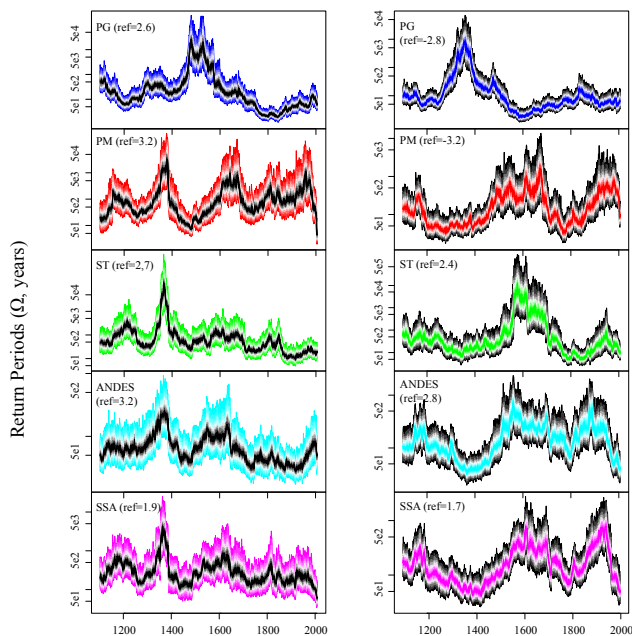 Return Periods (Ω, years)
PG (ref=2.6)
5e4
5e3
5e2
5e1
PM (ref=3.2)
5e4
5e3
5e2
5e1
ST (ref=2,7)
5e4
5e3
5e2
5e1
ANDES
(ref=3.2)
5e2
5e1
SSA (ref=1.9)
5e3
5e2
5e1
1200 1400 1600 1800 2000
PG
(ref=-2.8)
5e4
5e3
5e2
5e1
PM (ref=-3.2)
5e3
5e2
5e1
ST (ref=2.4)
5e5
5e4
5e3
5e2
5e1
ANDES
(ref=2.8)
5e2
5e1
SSA (ref=1.7)
5e2
5e1
1200 1400 1600 1800 2000